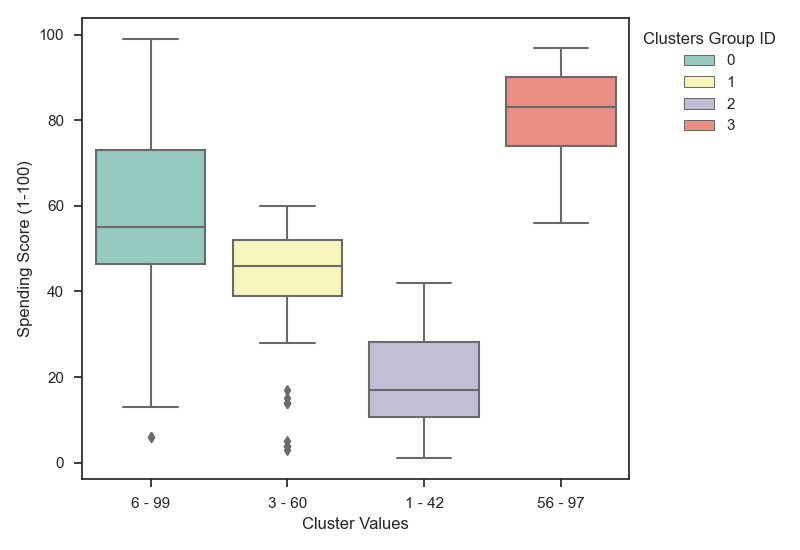 Clusters Group ID
0
1
2
3
Spending Score (1-100)
100
80
60
40
20
0
6 - 99
3 - 60
1 - 42
56 - 97
Cluster Values